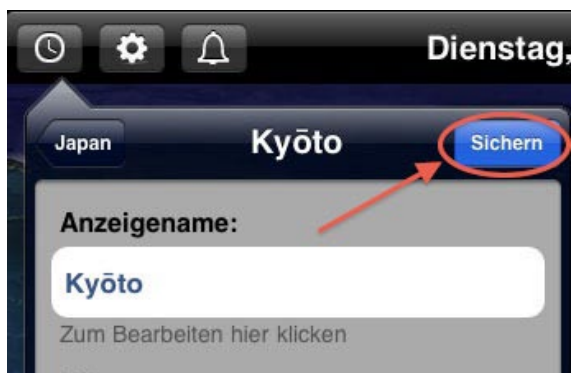 Dienstag,
Japan Kyōto Sichern
Anzeigename:
Kyōto
Zum Bearbeiten hier klicken